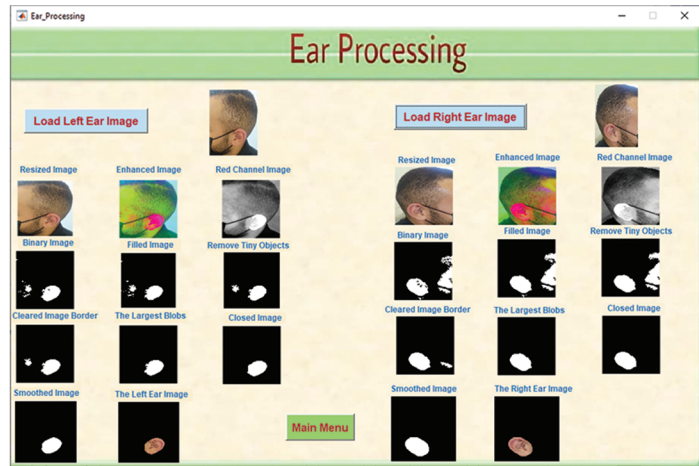 Ear_Processing
Ear Processing
Load Left Ear Image
Load Right Ear Image
Resized Image Enhanced Image Red Channel Image
Binary Image Filled Image Remove Tiny Objects
Cleared Image Border The Largest Blobs Closed Image
Smoothed Image The Left Ear Image
Resized Image Enhanced Image Red Channel Image
Binary Image Filled Image Remove Tiny Objects
Cleared Image Border The Largest Blobs Closed Image
Smoothed Image The Right Ear Image
Main Menu